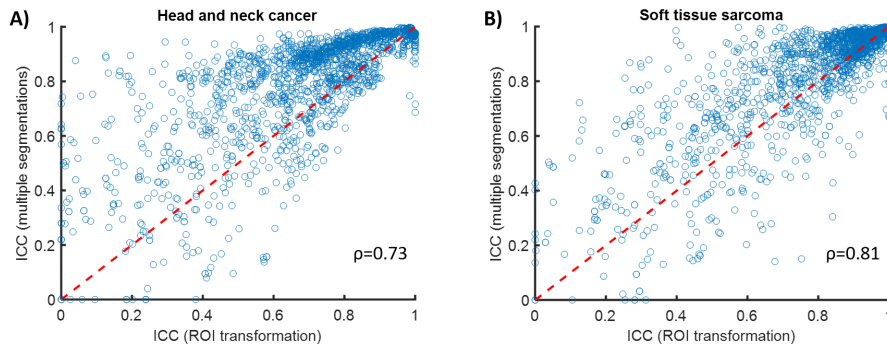 A)
Head and neck cancer
1
0.8
0.6
0.4
0.2
0
ICC (multiple segmentations)
ρ=0.73
0 0.2 0.4 0.6 0.8 1
ICC (ROI transformation)
B)
Soft tissue sarcoma
1
0.8
0.6
0.4
0.2
0
ICC (multiple segmentations)
ρ=0.81
0 0.2 0.4 0.6 0.8 1
ICC (ROI transformation)